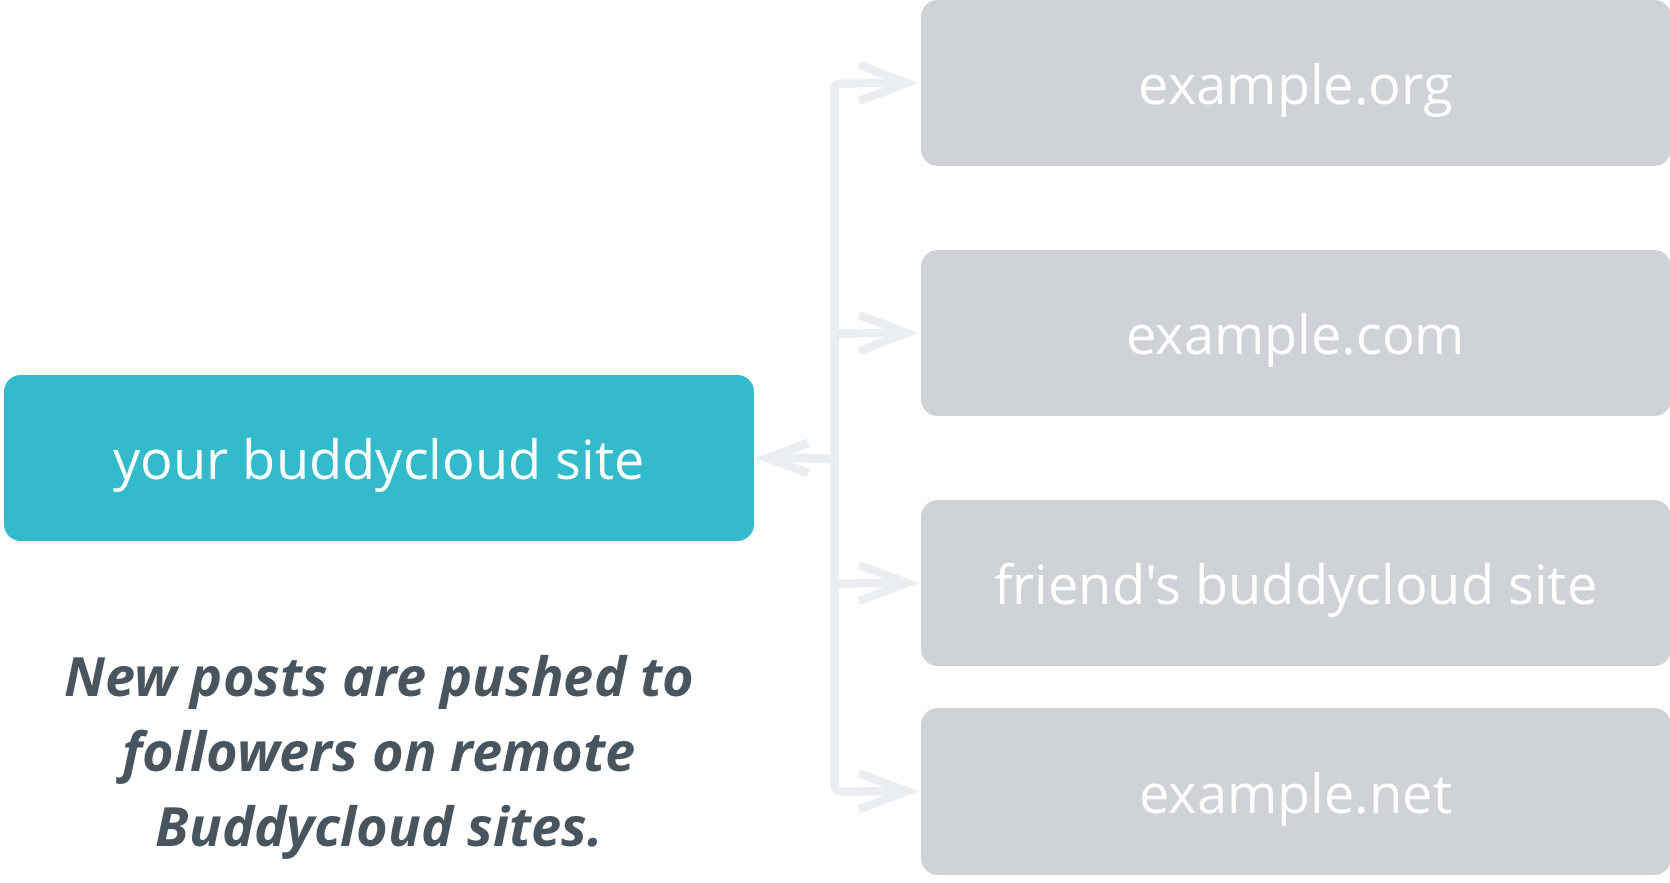 example.org
example.com
your buddycloud site
friend's buddycloud site
New posts are pushed to
followers on remote
Buddycloud sites.
example.net